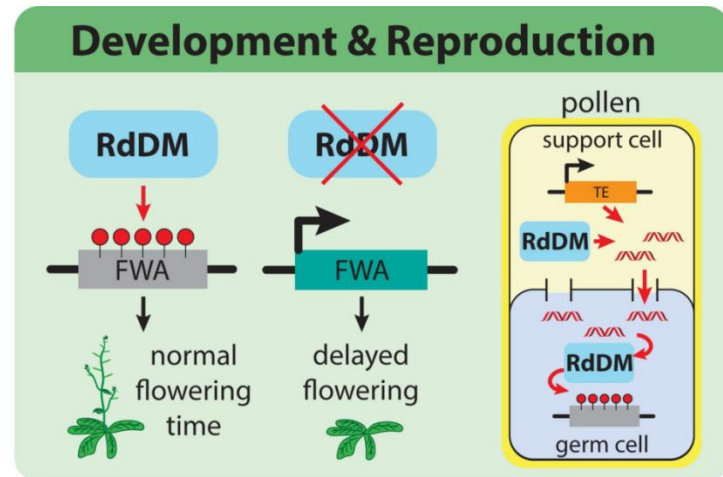 Development & Reproduction
RdDM
FWA
normal
flowering
time
RdDM
FWA
delayed
flowering
pollen
support cell
TE
RdDM
RdDM
germ cell